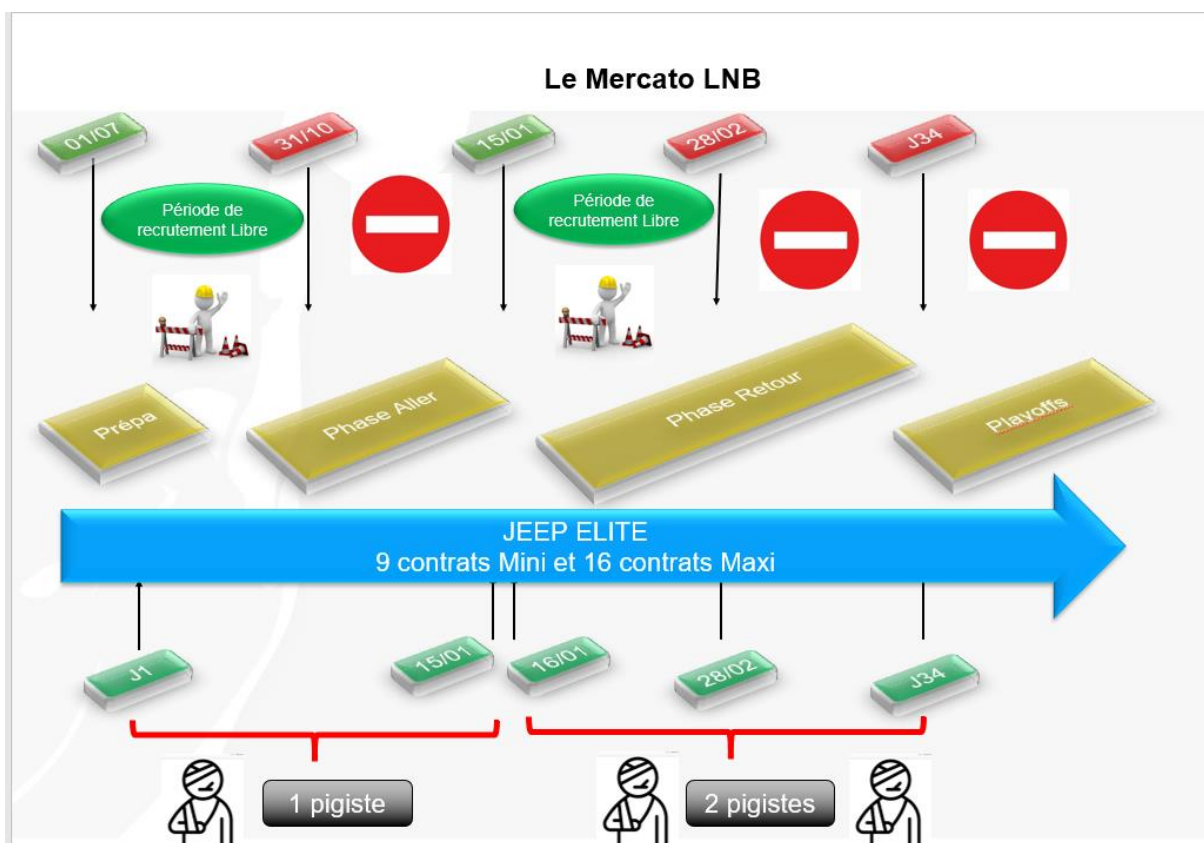 Le Mercato LNB
01/07
31/10
15/01
28/02
J34
Période de
recrutement Libre
Période de
recrutement Libre
Prépa
Phase Aller
Phase Retour
Playoffs
JEEP ELITE
9 contrats Mini et 16 contrats Maxi
J1
15/01
16/01
28/02
J34
1 pigiste
2 pigistes